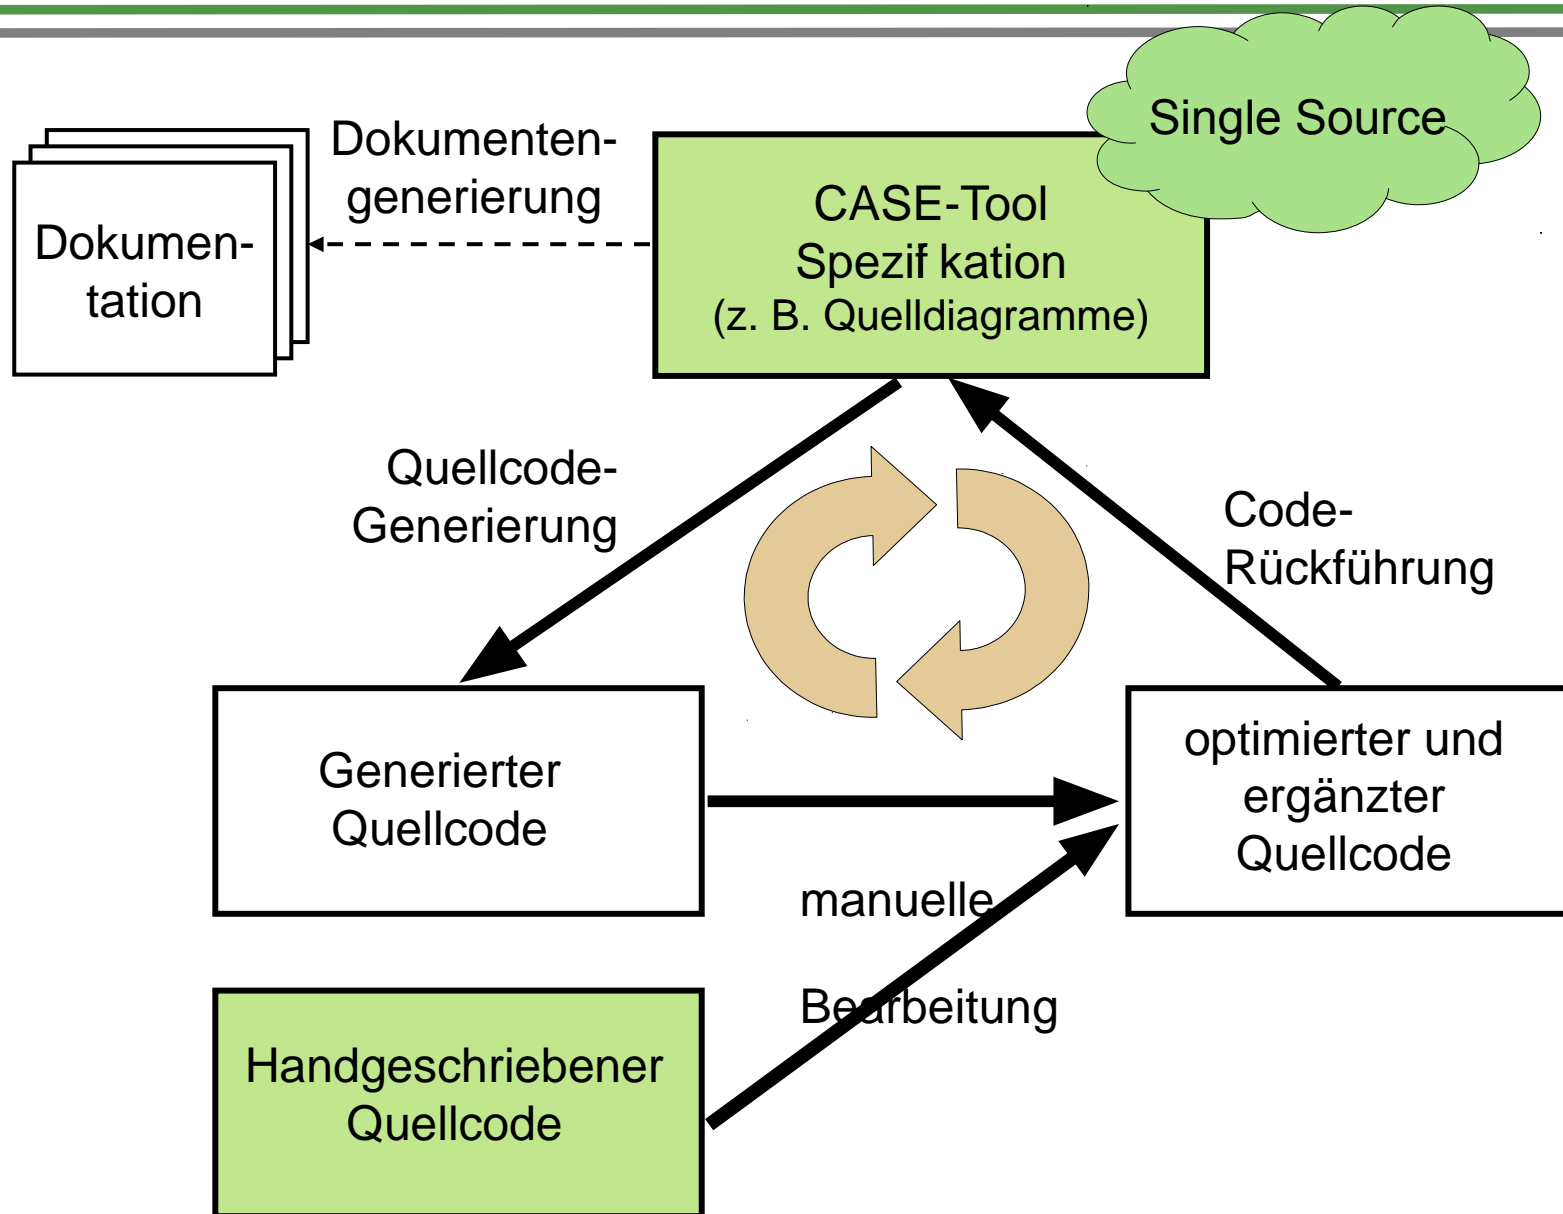 Single Source
Dokumenten-
generierung
CASE-Tool
Spezif kation
(z. B. Quelldiagramme)
Dokumen-
tation
Quellcode-
Generierung
Code-
Rückführung
Generierter
Quellcode
optimierter und
ergänzter
Quellcode
manuelle
Bearbeitung
Handgeschriebener
Quellcode